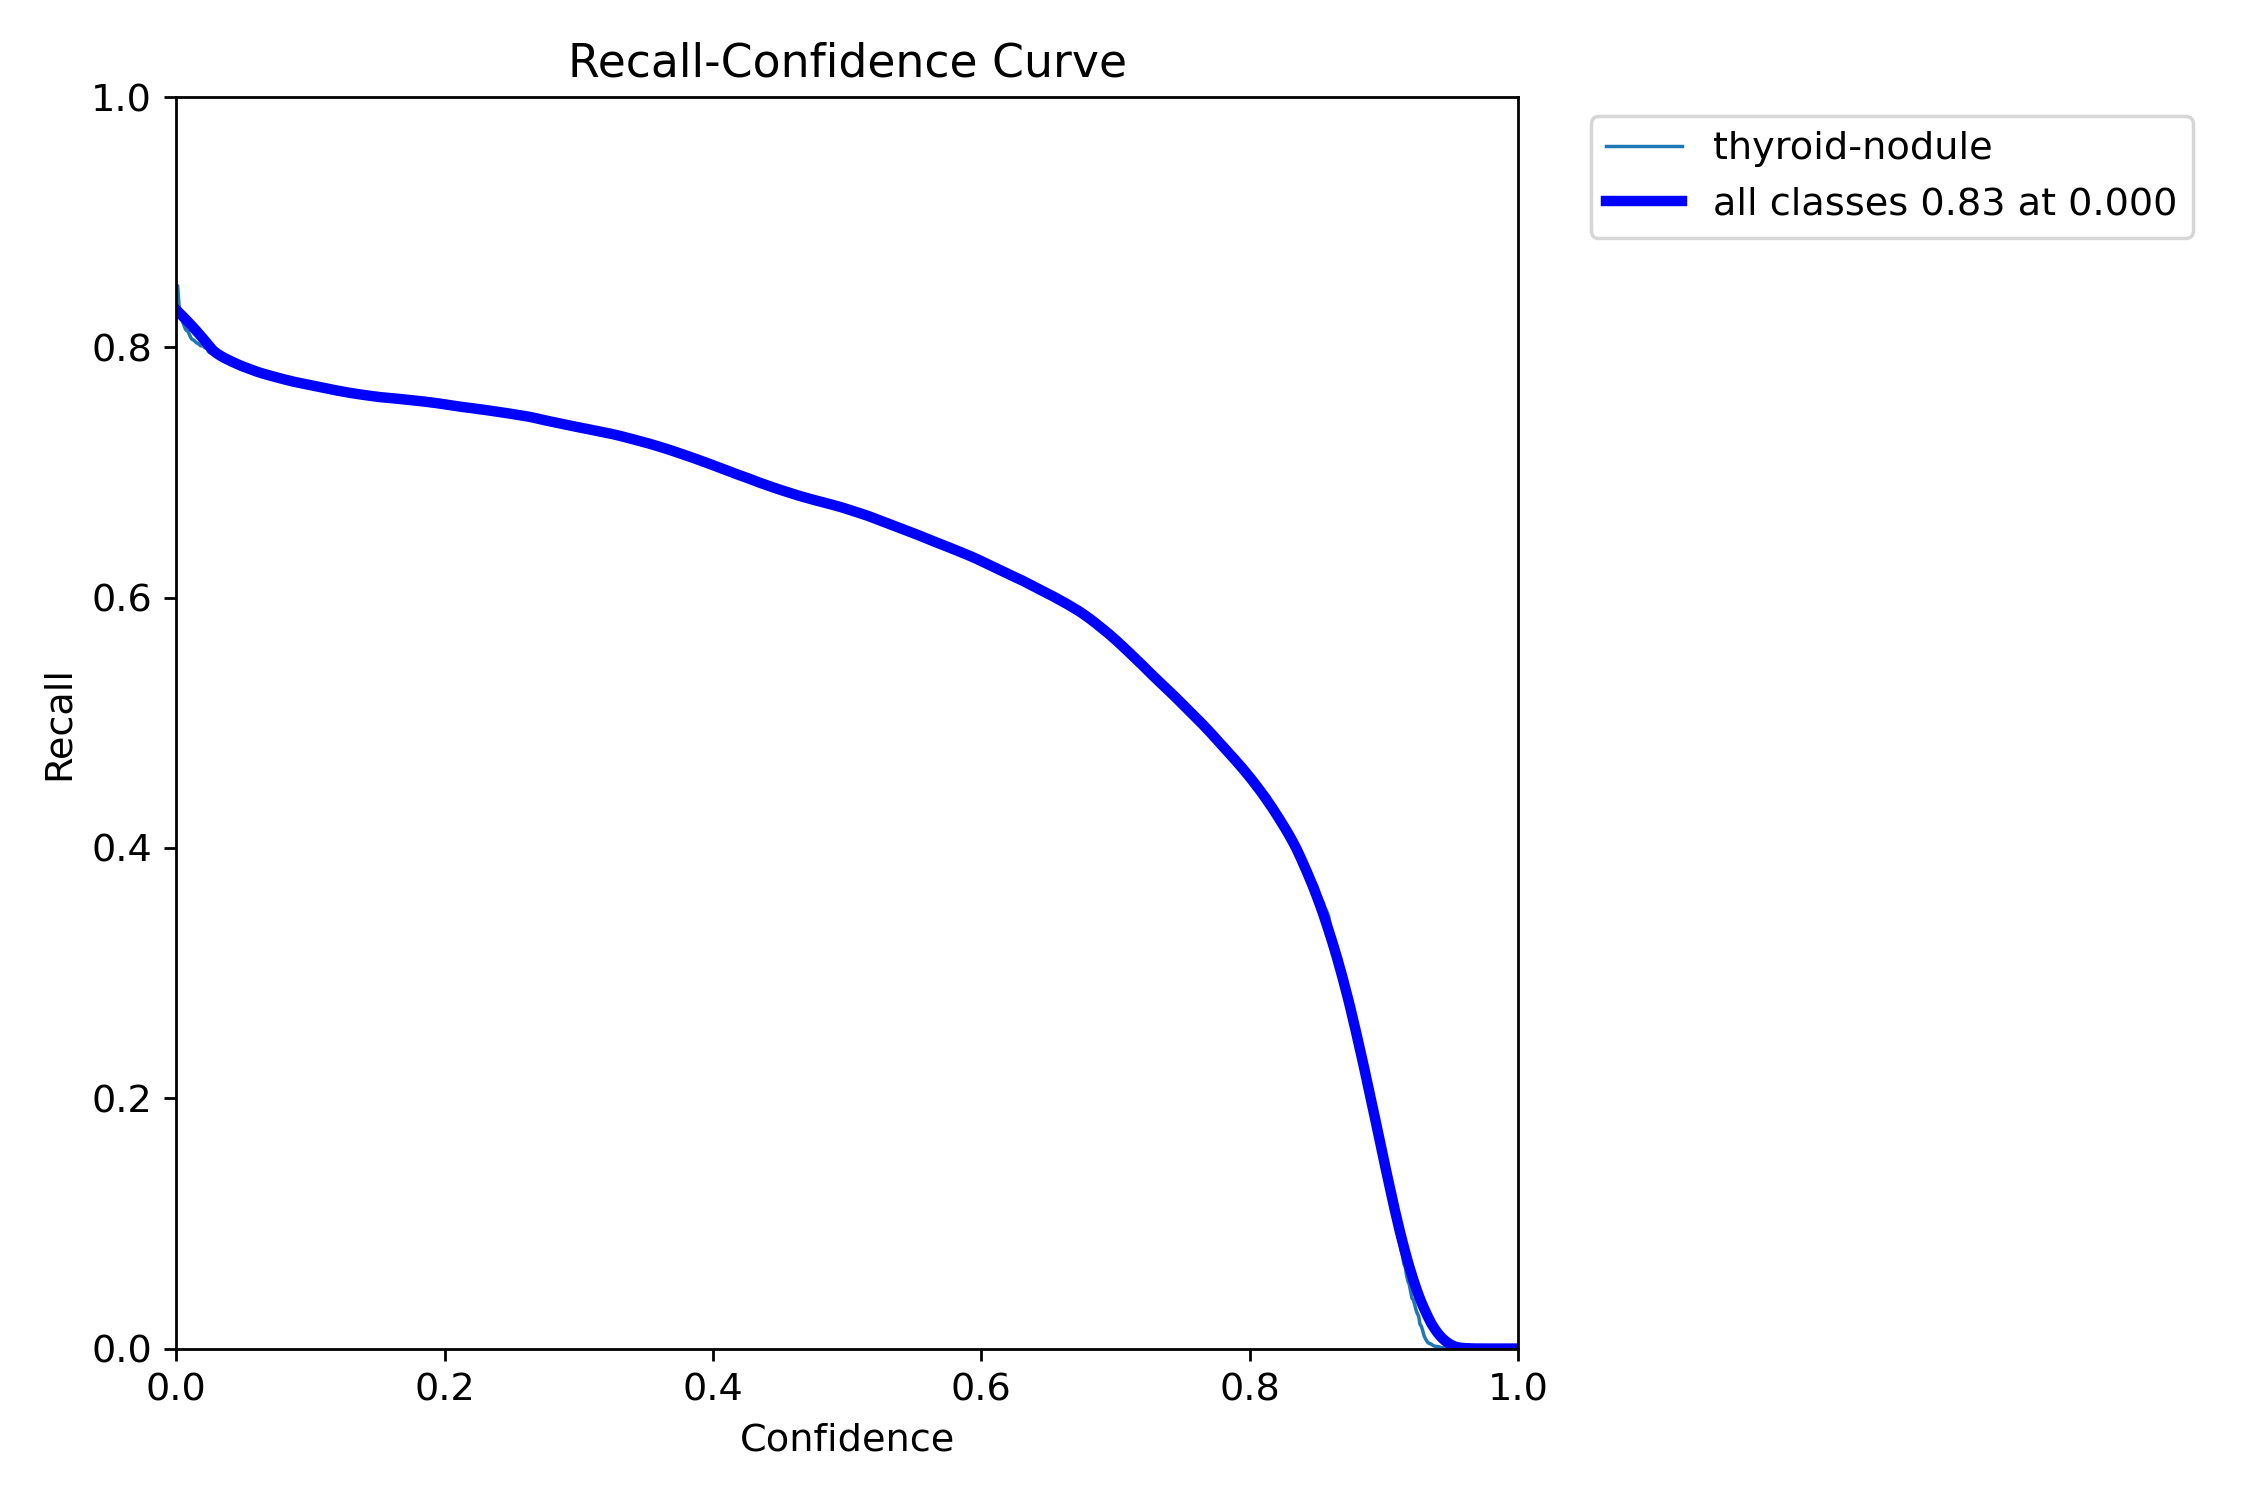 Recall-Confidence Curve
1.0
0.8
0.6
0.4
0.2
0.0
Recall
0.0 0.2 0.4 0.6 0.8 1.0
Confidence
thyroid-nodule
all classes 0.83 at 0.000